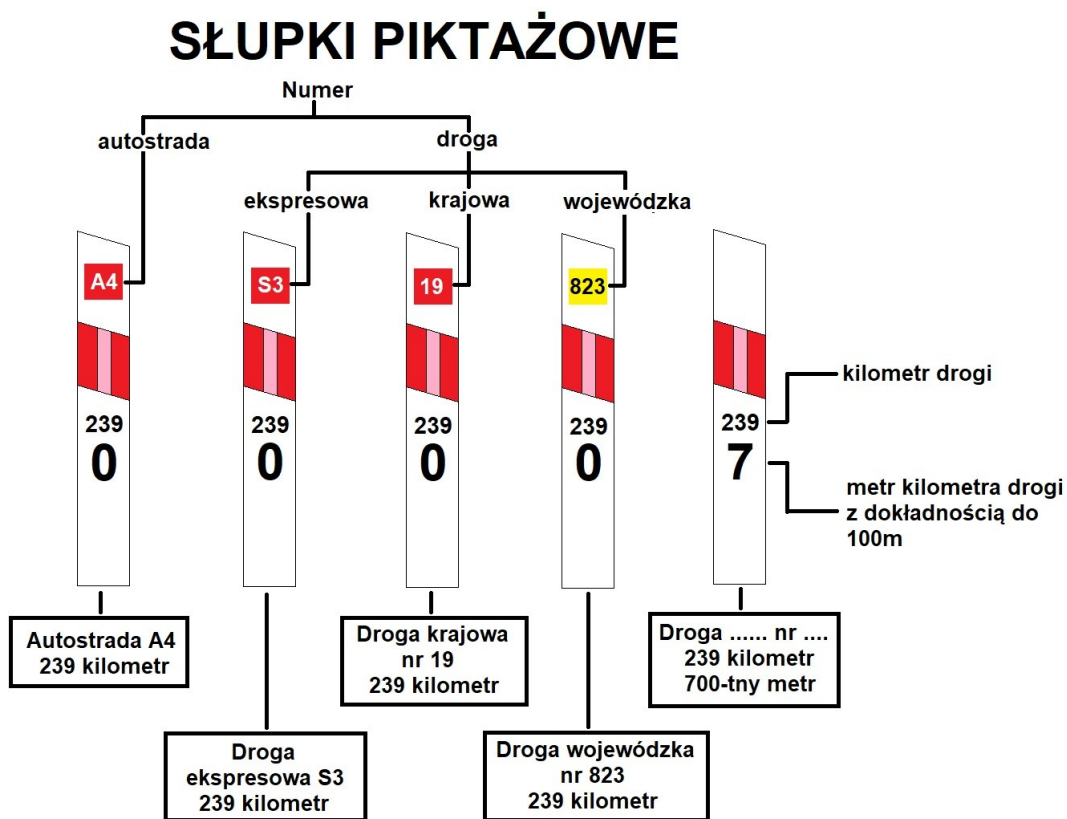 SŁUPKI PIKTAŻOWE
Numer
autostrada
droga
ekspresowa
krajowa
wojewódzka
A4
S3
19
823
kilometr drogi
239
0
239
0
239
0
239
0
239
7
metr kilometra drogi
z dokładnością do
100m
Autostrada A4
239 kilometr
Droga krajowa
nr 19
239 kilometr
Droga ...... nr ....
239 kilometr
700-tny metr
Droga
ekspresowa S3
239 kilometr
Droga wojewódzka
nr 823
239 kilometr